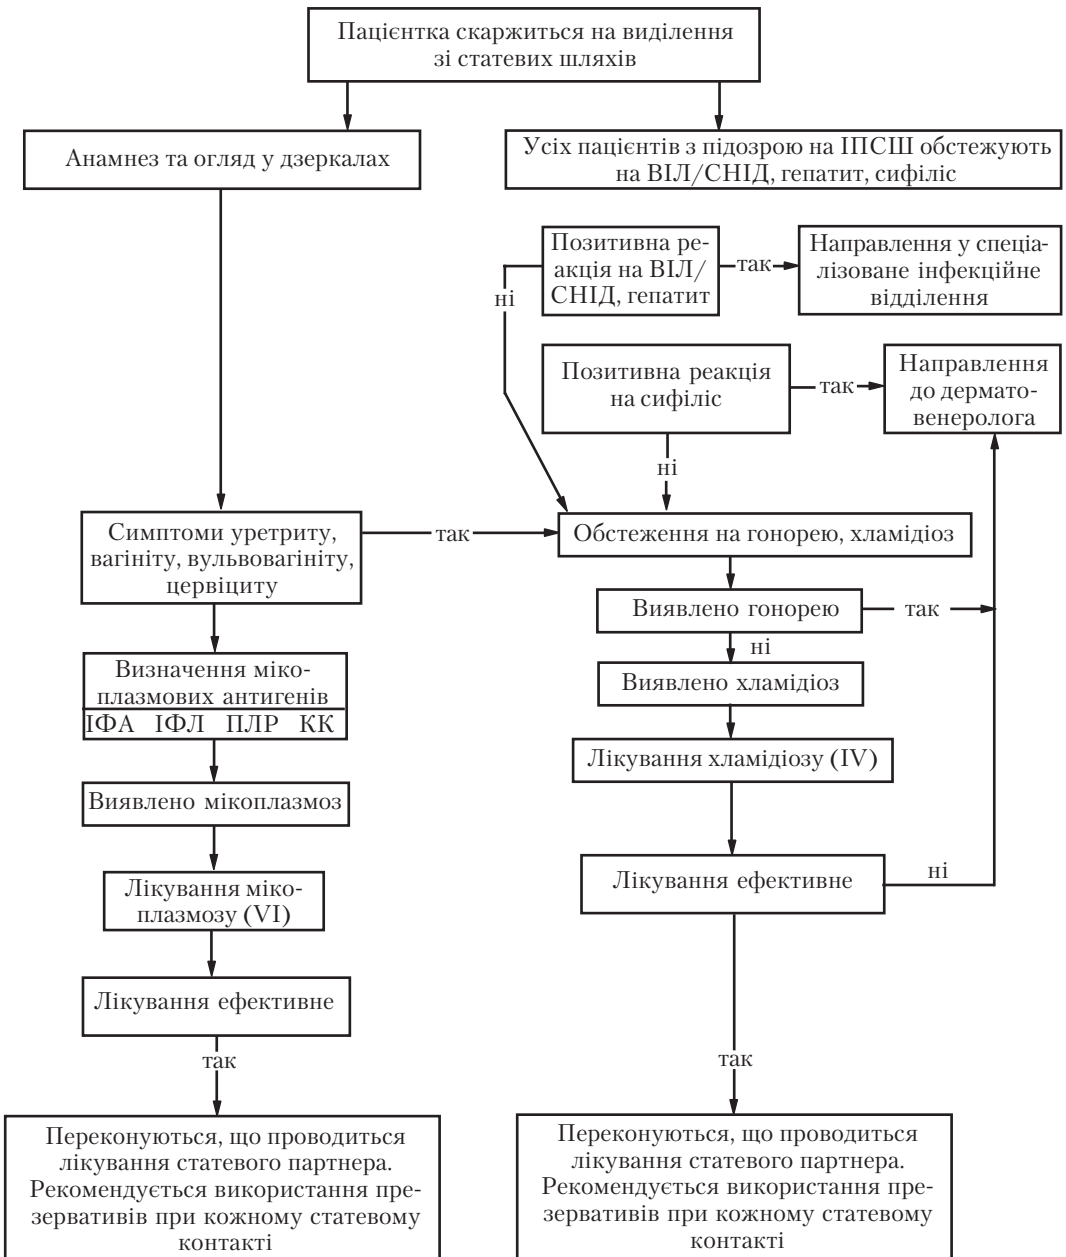 Пацієнтка скаржиться на виділення
зі статевих шляхів
Анамнез та огляд у дзеркалах
Усіх пацієнтів з підозрою на ІПСШ обстежують
на ВІЛ/СНІД, гепатит, сифіліс
Позитивна ре-
акція на ВІЛ/
СНІД, гепатит
так
Направлення у спеціа-
лізоване інфекційне
відділення
ні
Позитивна реакція
на сифіліс
так
Направлення
до дермато-
венеролога
ні
Симптоми уретриту,
вагініту, вульвовагініту,
цервіциту
так
Обстеження на гонорею, хламідіоз
Виявлено гонорею
так
ні
Визначення міко-
плазмових антигенів
ІФА ІФЛ ПЛР КК
Виявлено хламідіоз
Лікування хламідіозу (IV)
Виявлено мікоплазмоз
Лікування міко-
плазмозу (VI)
Лікування ефективне
ні
Лікування ефективне
так
так
Переконуються, що проводиться
лікування статевого партнера.
Рекомендується використання пре-
зервативів при кожному статевому
контакті
Переконуються, що проводиться
лікування статевого партнера.
Рекомендується використання пре-
зервативів при кожному статевому
контакті